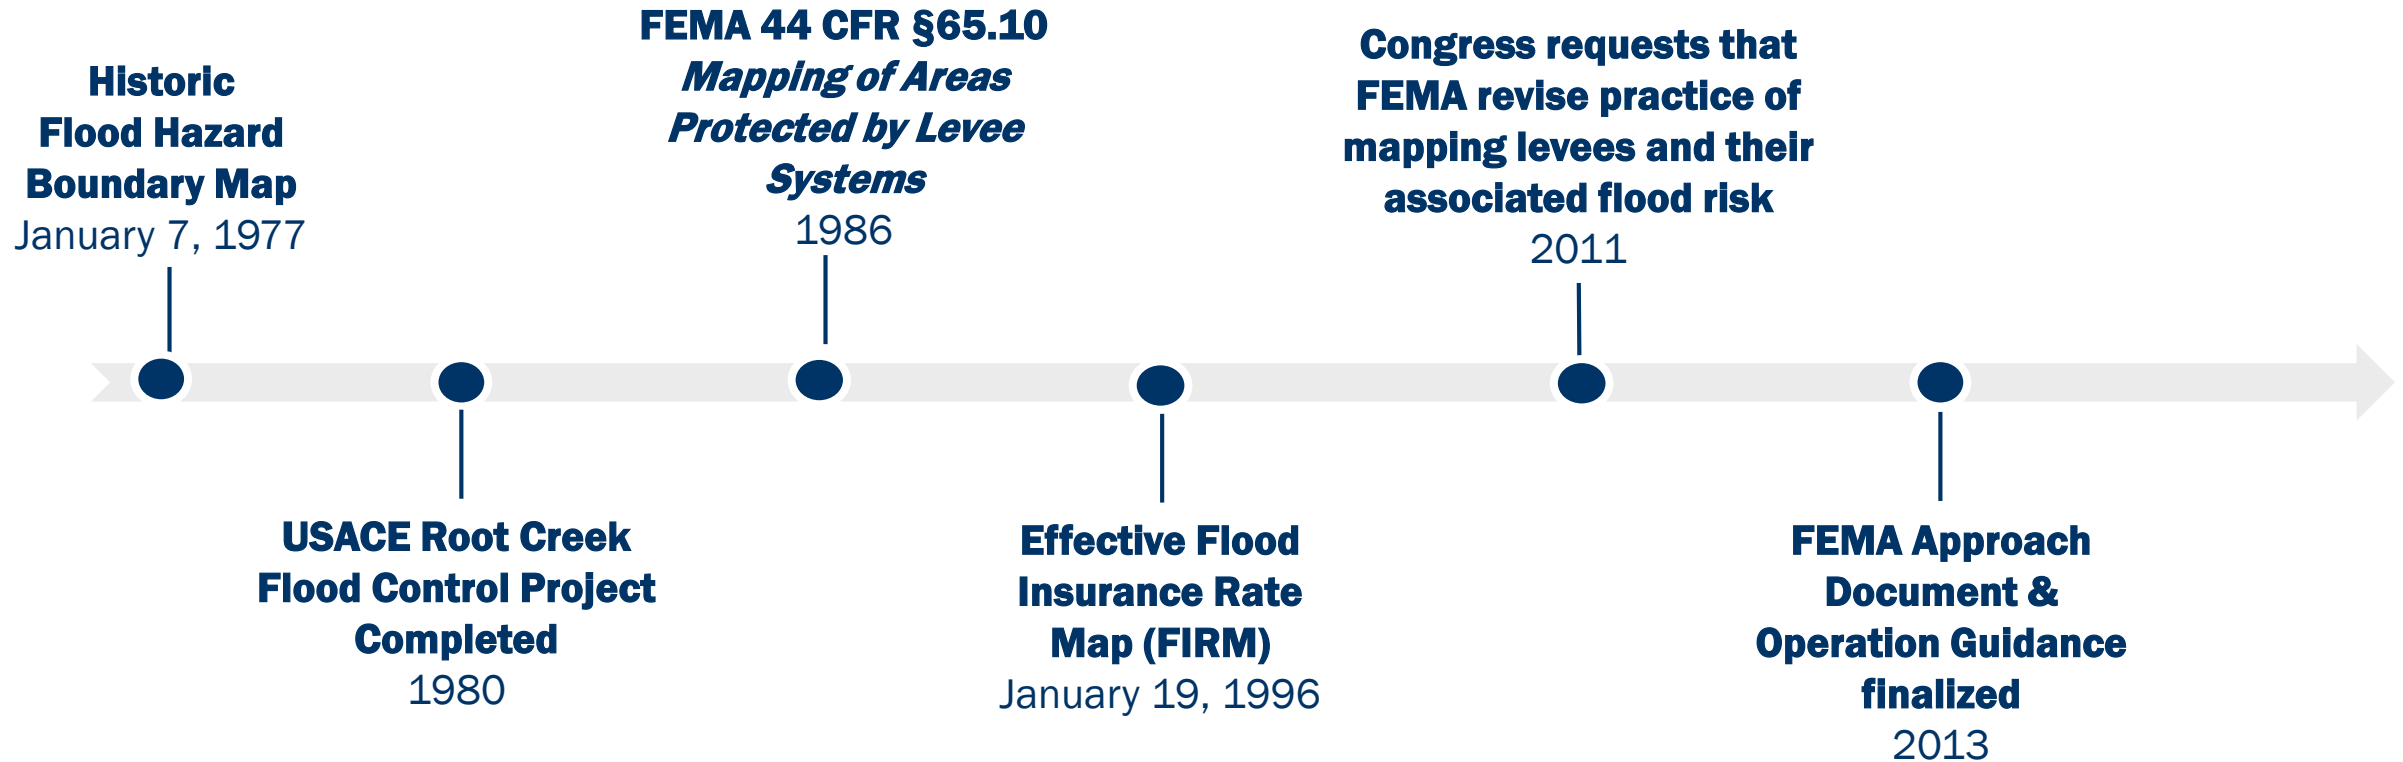 Historic
Flood Hazard
Boundary Map
January 7, 1977
USACE Root Creek
Flood Control Project
Completed
1980
FEMA 44 CFR §65.10
Mapping of Areas
Protected by Levee
Systems
1986
Effective Flood
Insurance Rate
Map (FIRM)
January 19, 1996
Congress requests that
FEMA revise practice of
mapping levees and their
associated flood risk
2011
FEMA Approach
Document &
Operation Guidance
finalized
2013